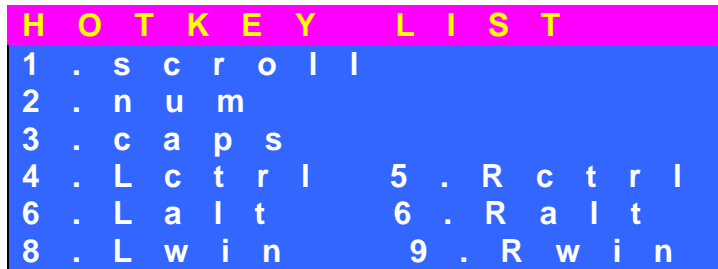 HOTKEY LIST
1.scroll
2.num
3.caps
4.Lctrl 5.Rctrl
6.Lalt 6.Ralt
8.Lwin 9.Rwin